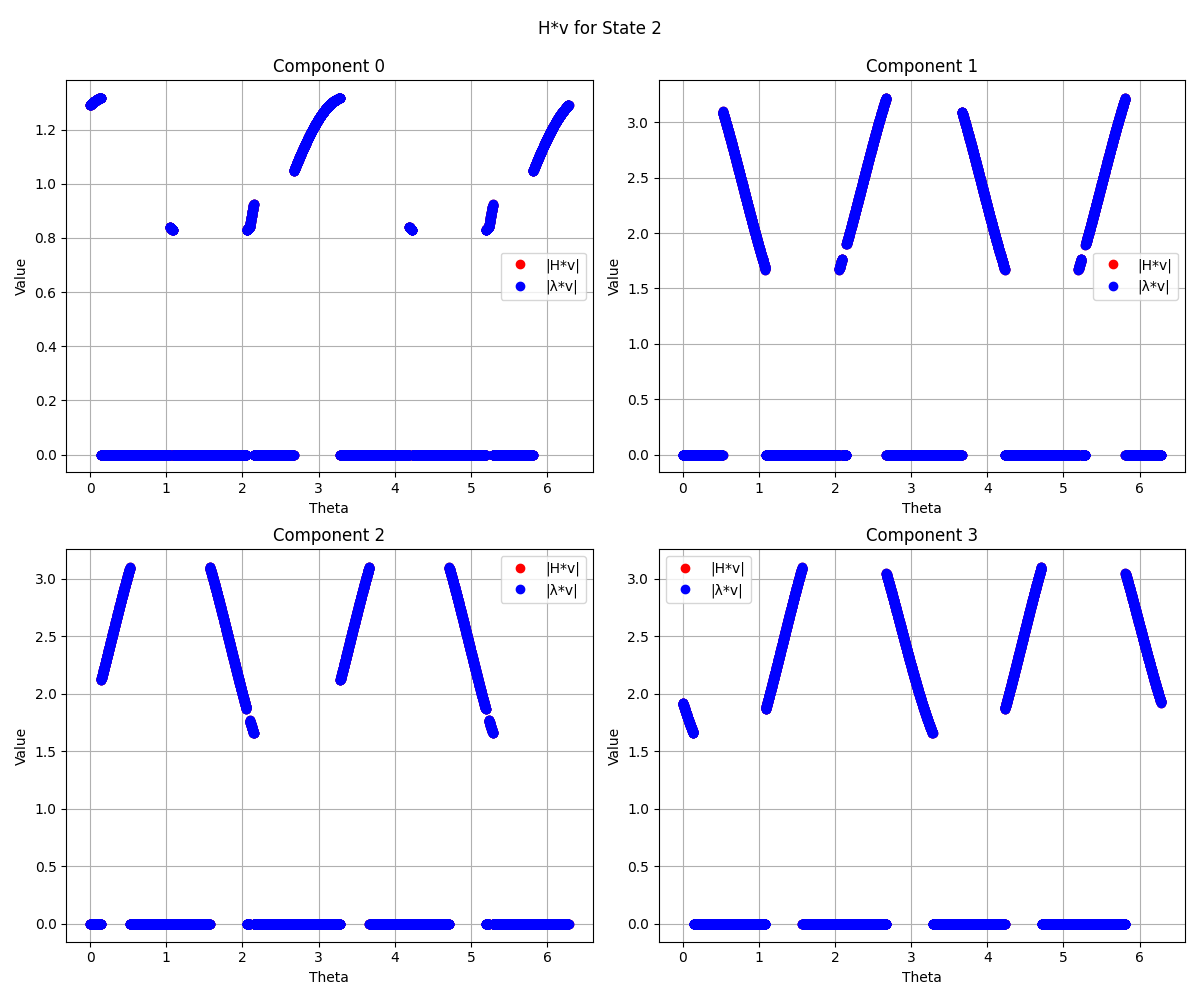 H*v for State 2
Component 0
Value
1.2
1.0
0.8
0.6
0.4
0.2
0.0
|H*v|
|λ*v|
0 1 2 3 4 5 6
Theta
Component 1
Value
3.0
2.5
2.0
1.5
1.0
0.5
0.0
|H*v|
|λ*v|
0 1 2 3 4 5 6
Theta
Component 2
Value
3.0
2.5
2.0
1.5
1.0
0.5
0.0
|H*v|
|λ*v|
0 1 2 3 4 5 6
Theta
Component 3
Value
3.0
2.5
2.0
1.5
1.0
0.5
0.0
|H*v|
|λ*v|
0 1 2 3 4 5 6
Theta